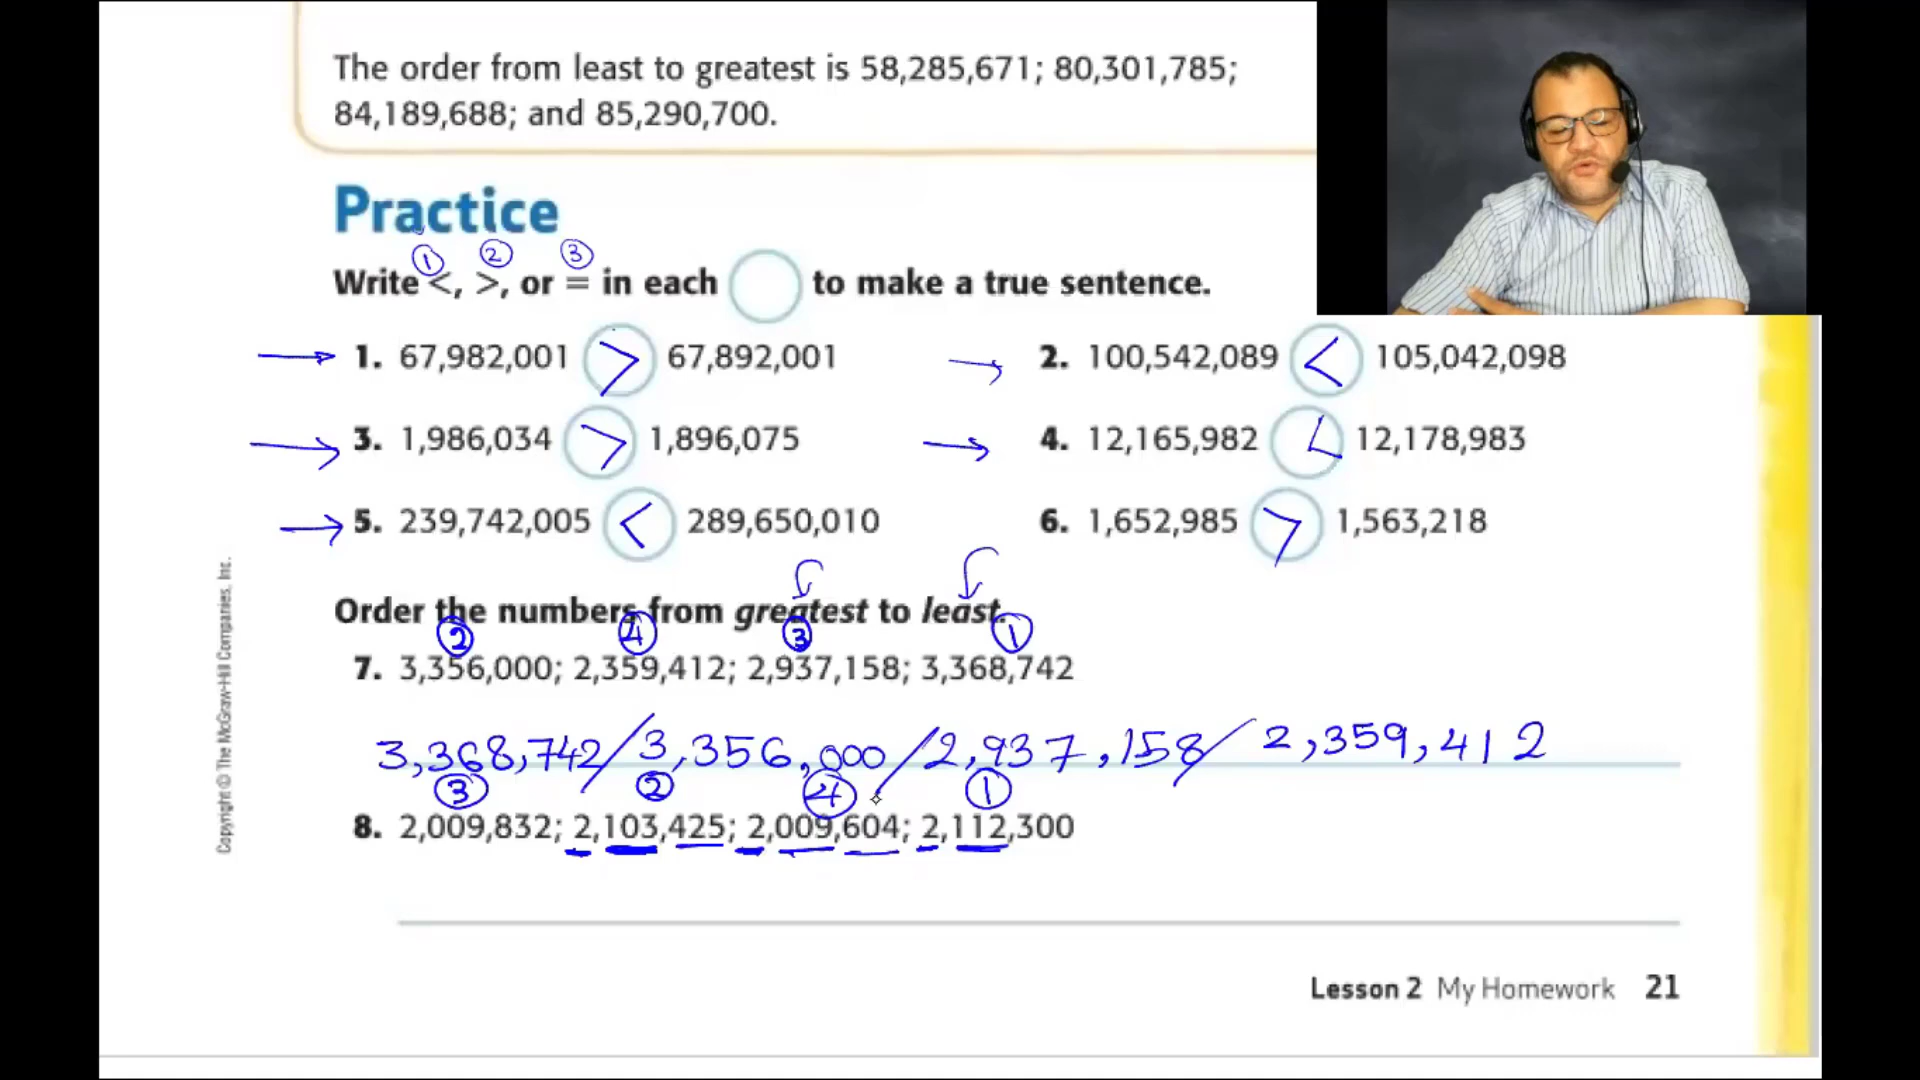 The order from least to greatest is 58,285,671; 80,301,785;
84,189,688; and 85,290,700.
Practice
1 2 3
Write <, >, or = in each to make a true sentence.
1. 67,982,001 > 67,892,001
2. 100,542,089 < 105,042,098
3. 1,986,034 > 1,896,075
4. 12,165,982 < 12,178,983
5. 239,742,005 < 289,650,010
6. 1,652,985 > 1,563,218
Order the numbers from greatest to least.
2 4 3 1
7. 3,356,000; 2,359,412; 2,937,158; 3,368,742
3,368,742/3,356,000/2,937,158/2,359,412
3 2 4 1
8. 2,009,832; 2,103,425; 2,009,604; 2,112,300
Copyright © The McGraw-Hill Companies, Inc.
Lesson 2 My Homework 21